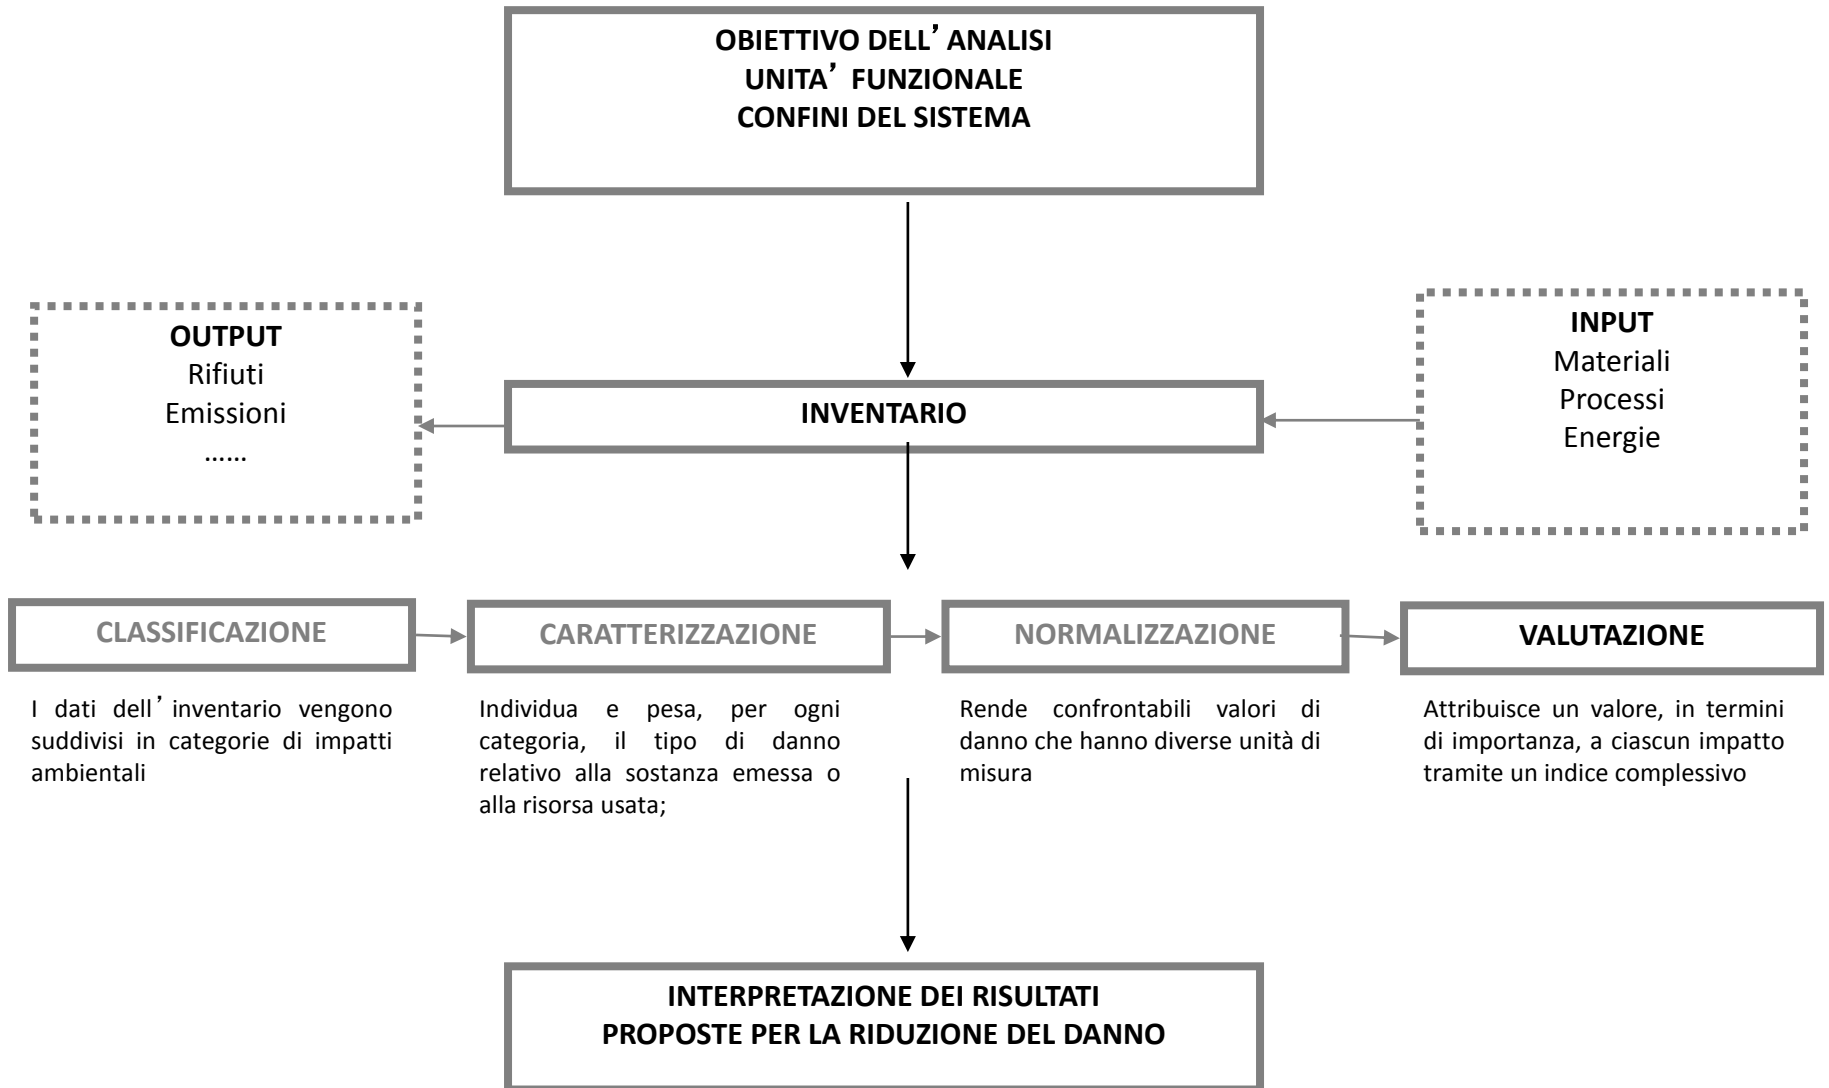 OBIETTIVO DELL’ANALISI
UNITA’ FUNZIONALE
CONFINI DEL SISTEMA
OUTPUT
Rifiuti
Emissioni
……
INVENTARIO
INPUT
Materiali
Processi
Energie
CLASSIFICAZIONE
I dati dell’inventario vengono
suddivisi in categorie di impatti
ambientali
CARATTERIZZAZIONE
Individua e pesa, per ogni
categoria, il tipo di danno
relativo alla sostanza emessa o
alla risorsa usata;
NORMALIZZAZIONE
Rende confrontabili valori di
danno che hanno diverse unità di
misura
VALUTAZIONE
Attribuisce un valore, in termini
di importanza, a ciascun impatto
tramite un indice complessivo
INTERPRETAZIONE DEI RISULTATI
PROPOSTE PER LA RIDUZIONE DEL DANNO